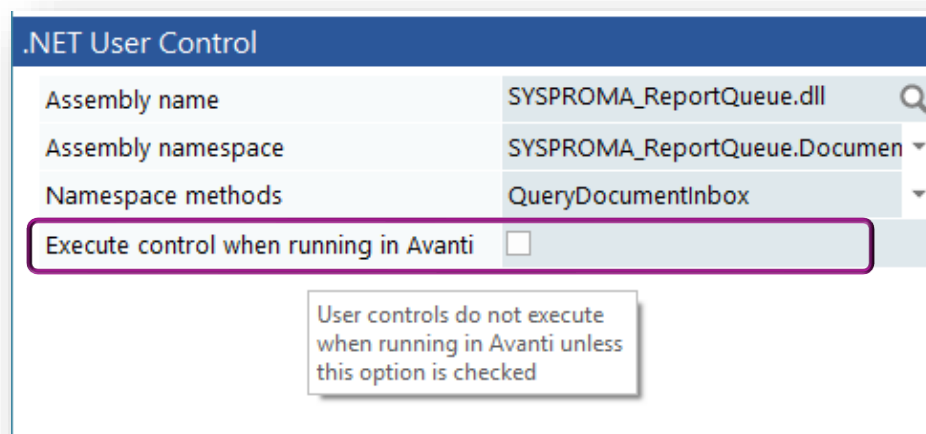 .NET User Control
Assembly name SYSPROMA_ReportQueue.dll
Assembly namespace SYSPROMA_ReportQueue.Documen
Namespace methods QueryDocumentInbox
Execute control when running in Avanti
User controls do not execute
when running in Avanti unless
this option is checked